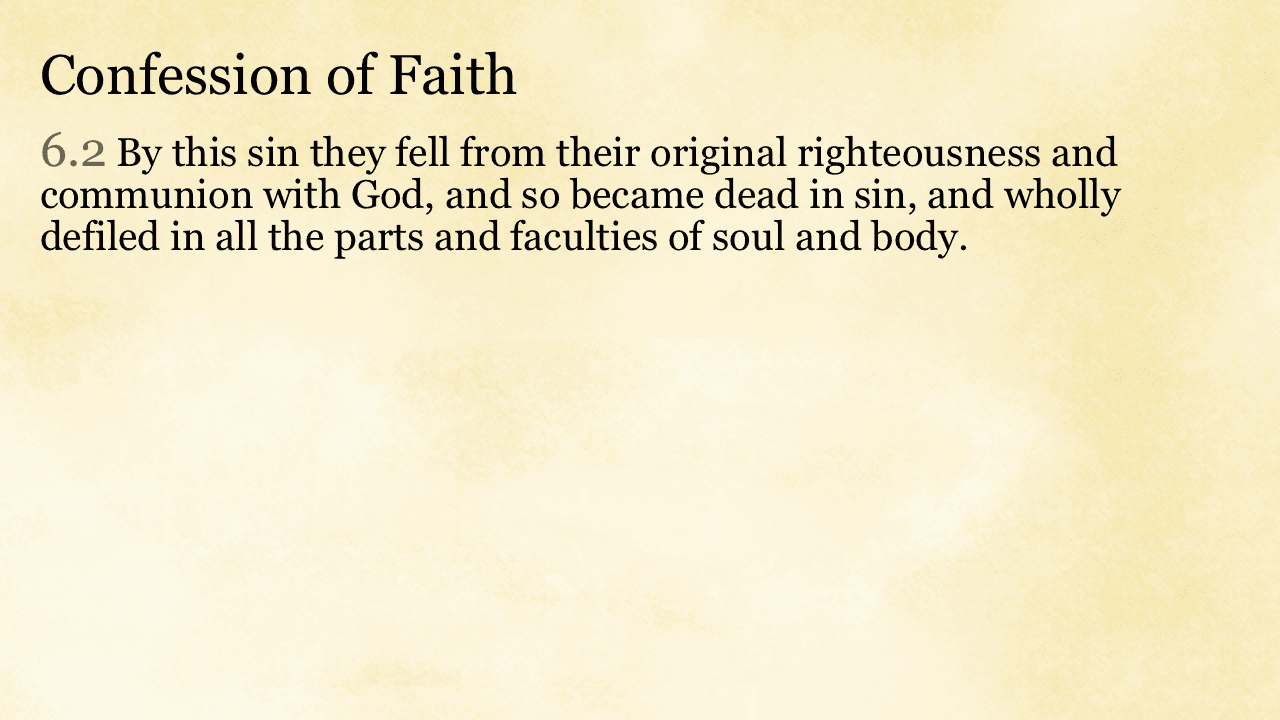 Confession of Faith
6.2 By this sin they fell from their original righteousness and
communion with God, and so became dead in sin, and wholly
defiled in all the parts and faculties of soul and body.